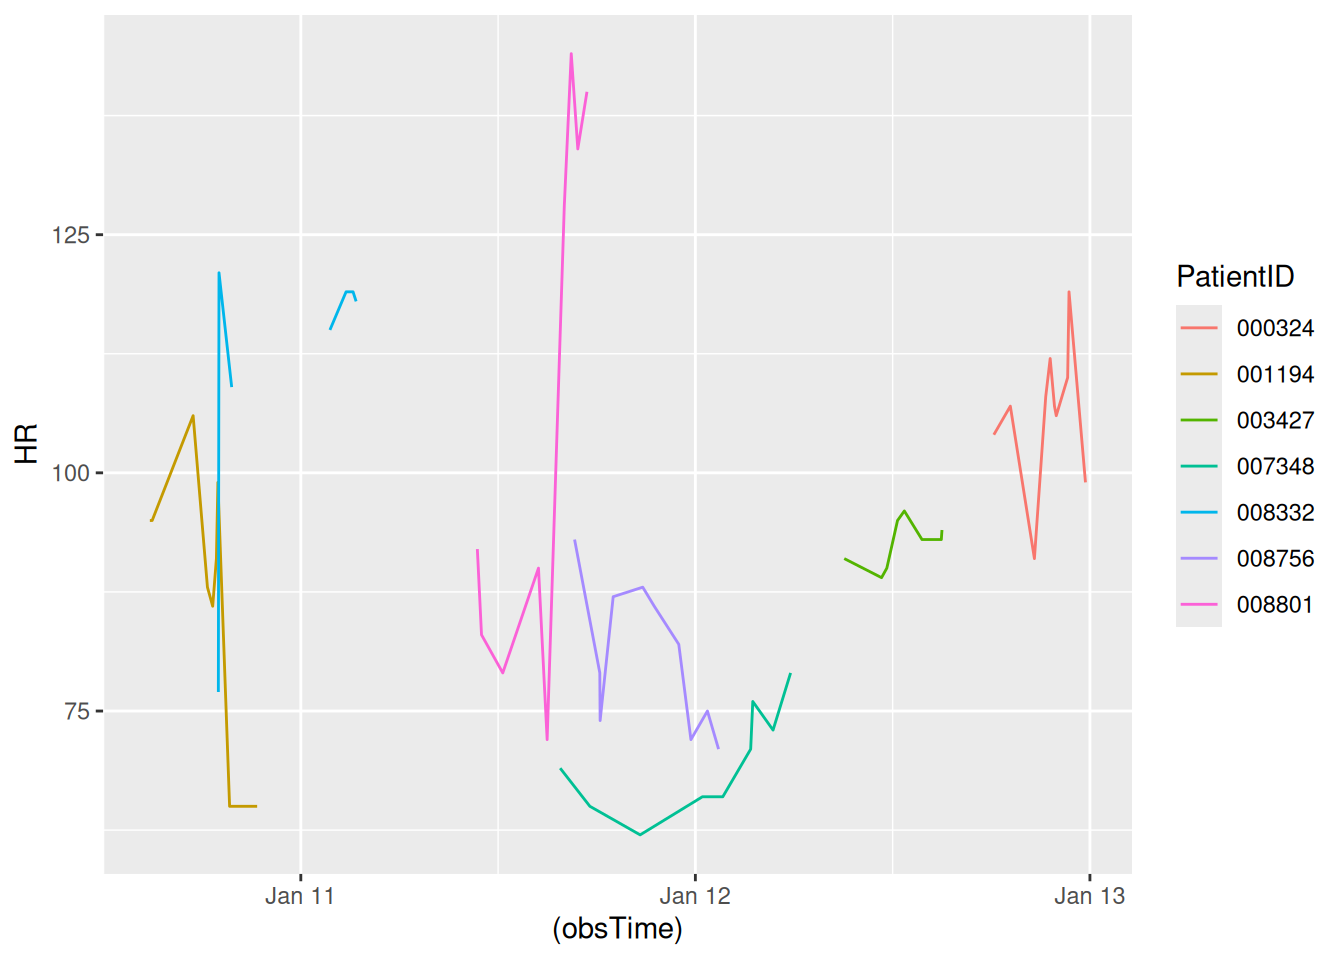 HR
125
100
75
Jan 11
Jan 12
Jan 13
(obsTime)
PatientID
000324
001194
003427
007348
008332
008756
008801